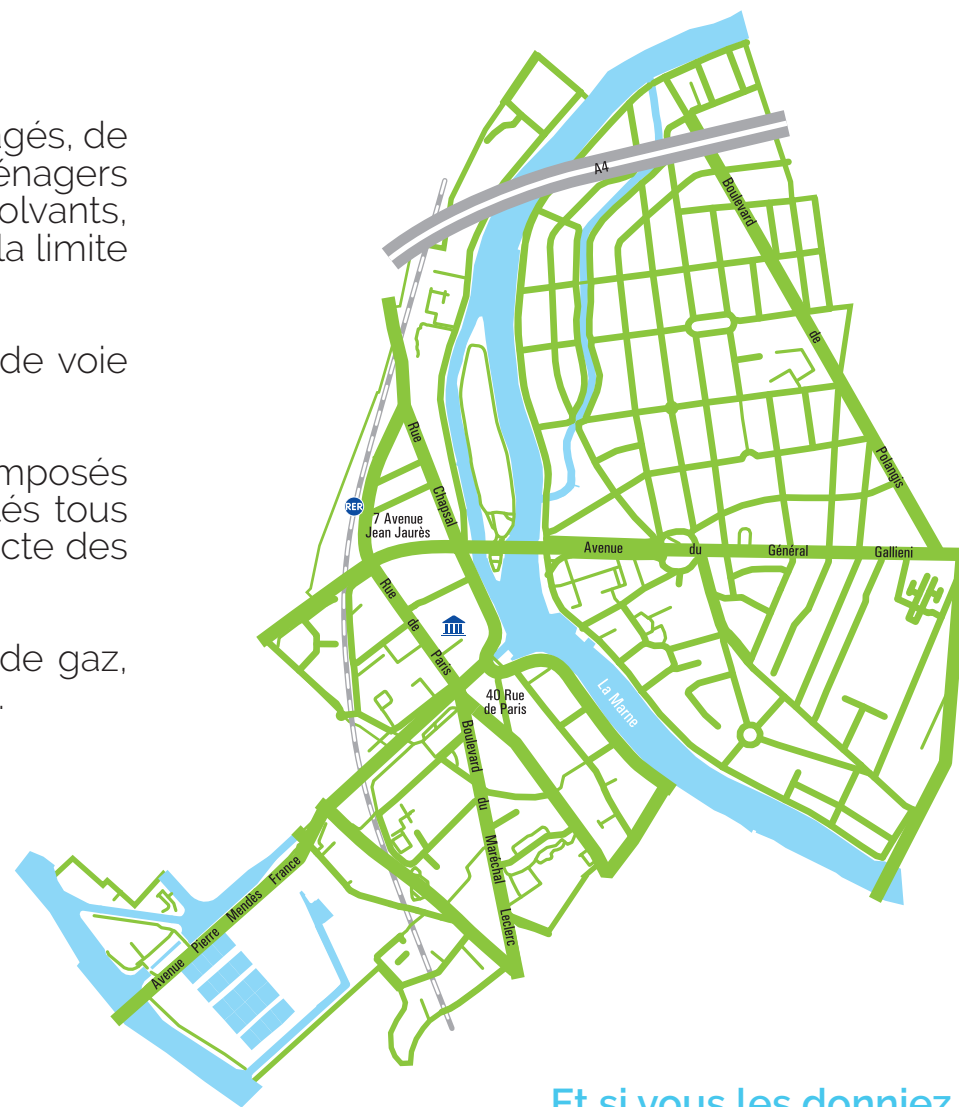 agés, de
énagers
olvants,
la limite
de voie
mposés
tés tous
cte des
de gaz,
.
A4
Boulevard
de
Polangis
Rue
Chapsal
RER
7 Avenue
Jean Jaurès
Avenue du Général Gallieni
Rue
de
Paris
40 Rue
de Paris
La Marne
Boulevard
du
Maréchal
Leclerc
Avenue Pierre Mendès France
Et si vous les donniez